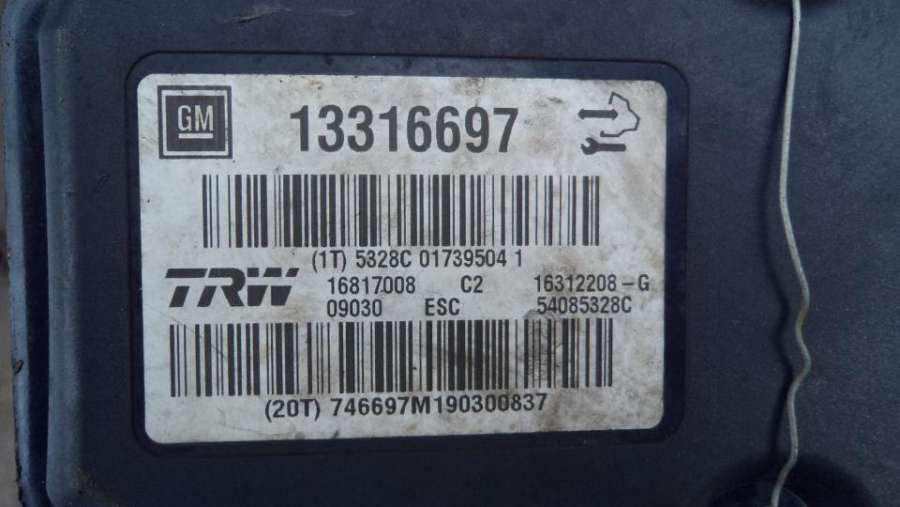 GM 13316697
(1T) 5328C 01739504 1
TRW 16817008 C2 16312208-G
09030 ESC 54085328C
(20T) 746697M190300837